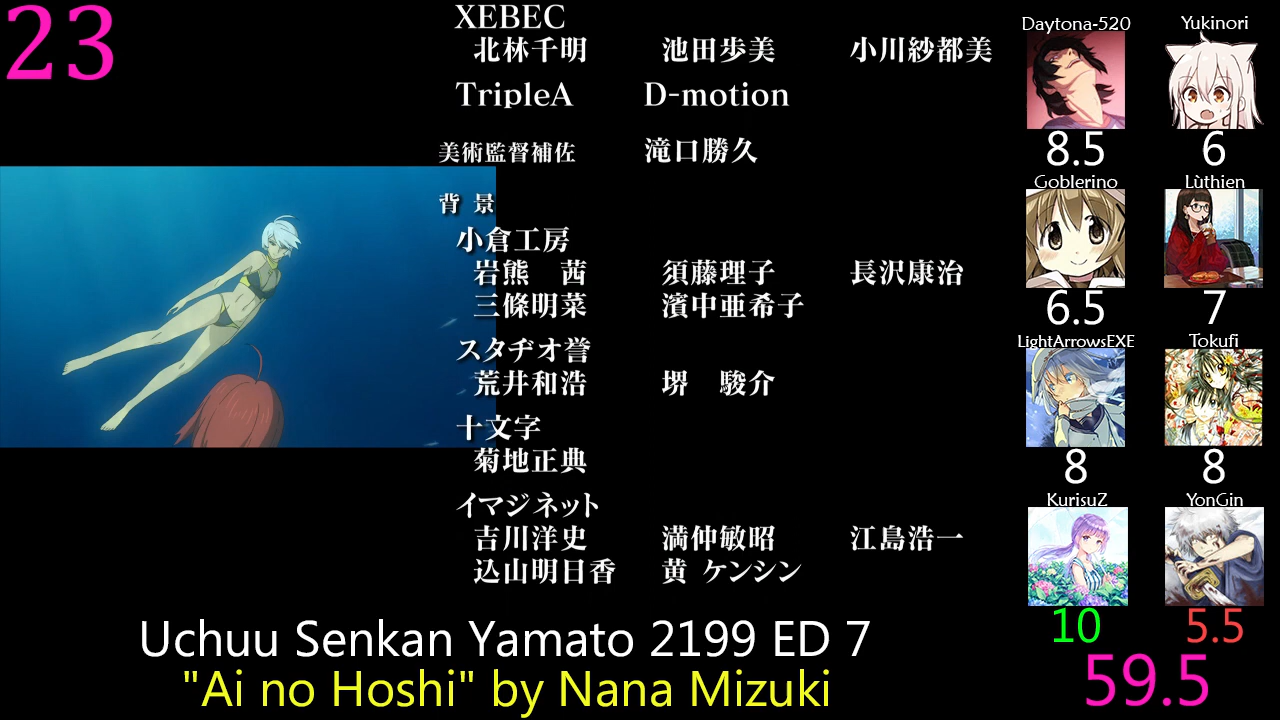 23
XEBEC
北林千明 池田歩美 小川紗都美
TripleA D-motion
美術監督補佐 滝口勝久
背景
小倉工房
岩熊 茜 須藤理子 長沢康治
三條明菜 濱中亜希子
スタヂオ誉
荒井和浩 堺 駿介
十文字
菊地正典
イマジネット
吉川洋史 満仲敏昭 江島浩一
込山明日香 黄 ケンシン
Uchuu Senkan Yamato 2199 ED 7
"Ai no Hoshi" by Nana Mizuki
Daytona-520 Yukinori
8.5 6
Goblerino Lùthien
6.5 7
LightArrowsEXE Tokufi
8 8
KurisuZ YonGin
10 5.5
59.5